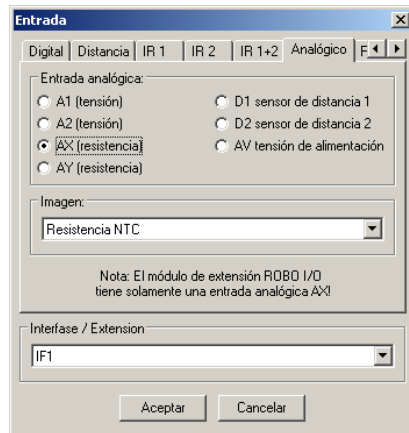 Entrada
Digital Distancia IR 1 IR 2 IR 1+2 Analógico
Entrada analógica:
A1 (tensión) D1 sensor de distancia 1
A2 (tensión) D2 sensor de distancia 2
AX (resistencia) AV tensión de alimentación
AY (resistencia)
Imagen:
Resistencia NTC
Nota: El módulo de extensión ROBO I/O
tiene solamente una entrada analógica AX!
Interfase / Extension
IF1
Aceptar Cancelar